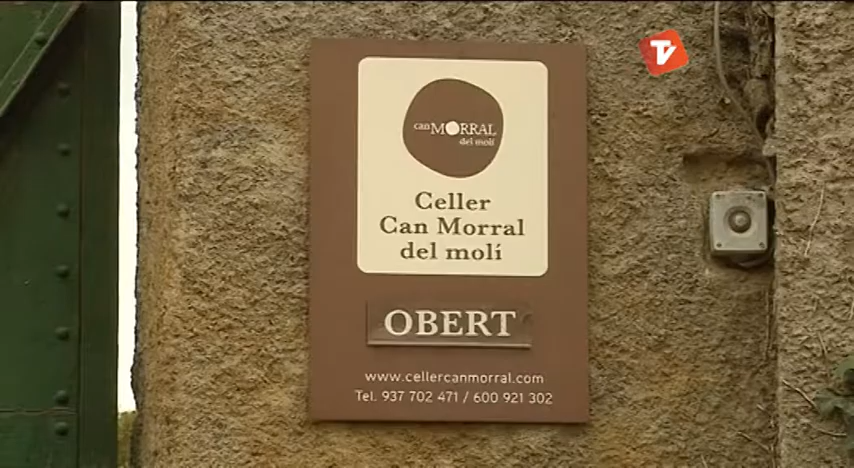 TV
can MORRAL
del molí
Celler
Can Morral
del molí
OBERT
www.cellercanmorral.com
Tel. 937 702 471 / 600 921 302